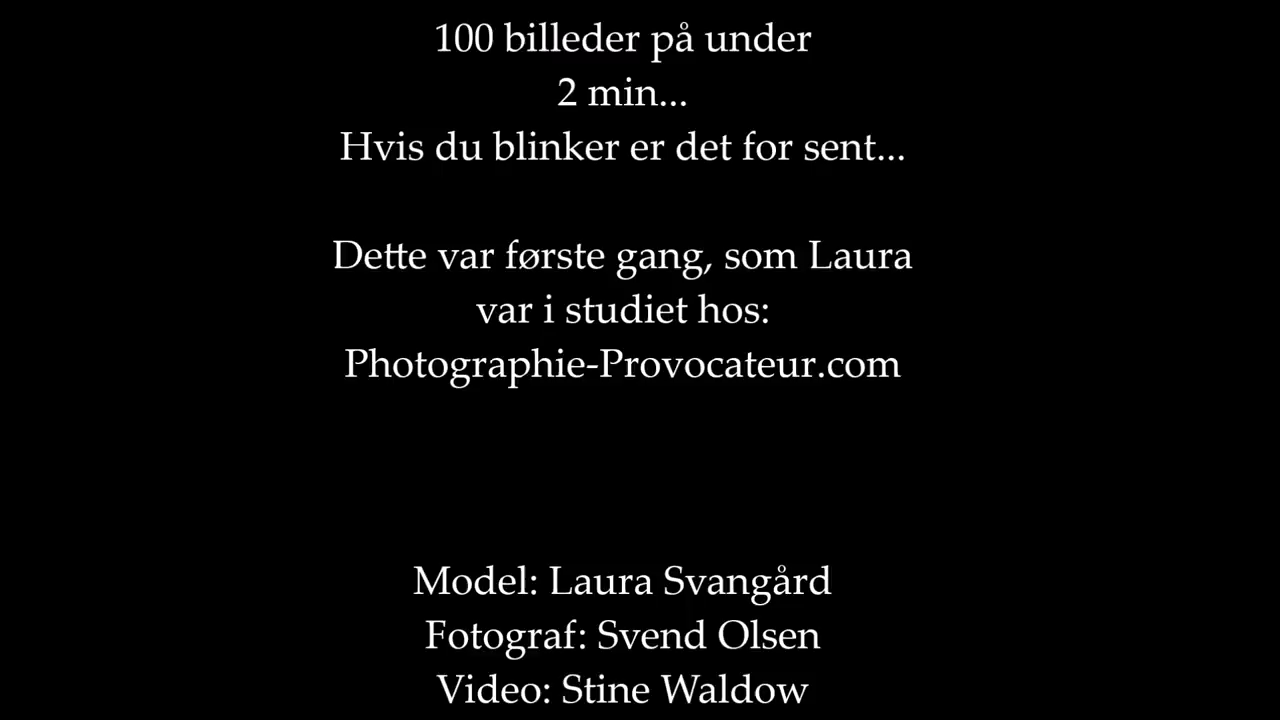 100 billeder på under
2 min...
Hvis du blinker er det for sent...
Dette var første gang, som Laura
var i studiet hos:
Photographie-Provocateur.com
Model: Laura Svangård
Fotograf: Svend Olsen
Video: Stine Waldow